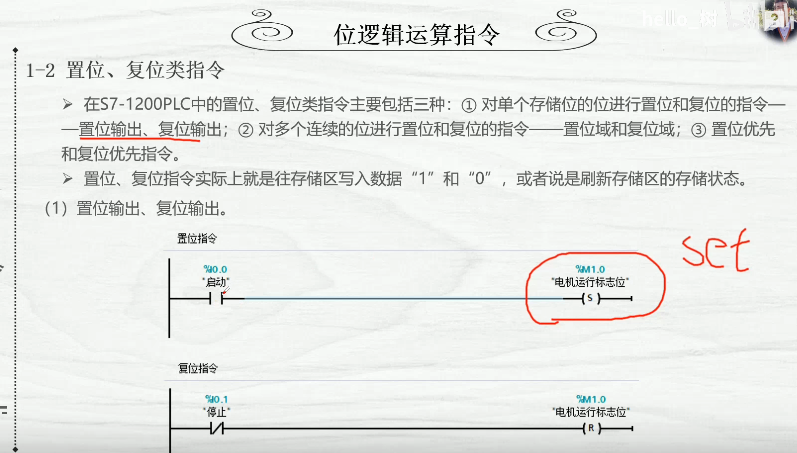 hello_
位逻辑运算指令
1-2 置位、复位类指令
➢ 在S7-1200PLC中的置位、复位类指令主要包括三种：① 对单个存储位的位进行置位和复位的指令—
—置位输出、复位输出；② 对多个连续的位进行置位和复位的指令——置位域和复位域；③ 置位优先
和复位优先指令。
➢ 置位、复位指令实际上就是往存储区写入数据“1”和“0”，或者说是刷新存储区的存储状态。
（1）置位输出、复位输出。
置位指令
set
%I0.0 %M1.0
"启动" "电机运行标志位"
S
复位指令
%I0.1 %M1.0
"停止" "电机运行标志位"
R